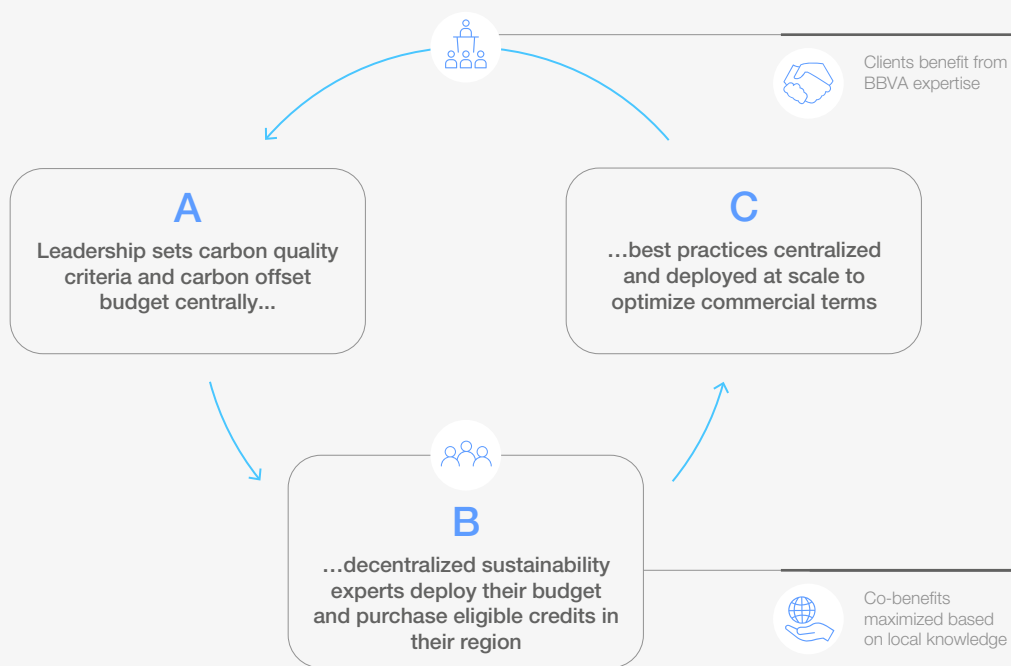 Clients benefit from
BBVA expertise
A
Leadership sets carbon quality
criteria and carbon offset
budget centrally...
C
...best practices centralized
and deployed at scale to
optimize commercial terms
B
...decentralized sustainability
experts deploy their budget
and purchase eligible credits in
their region
Co-benefits
maximized based
on local knowledge